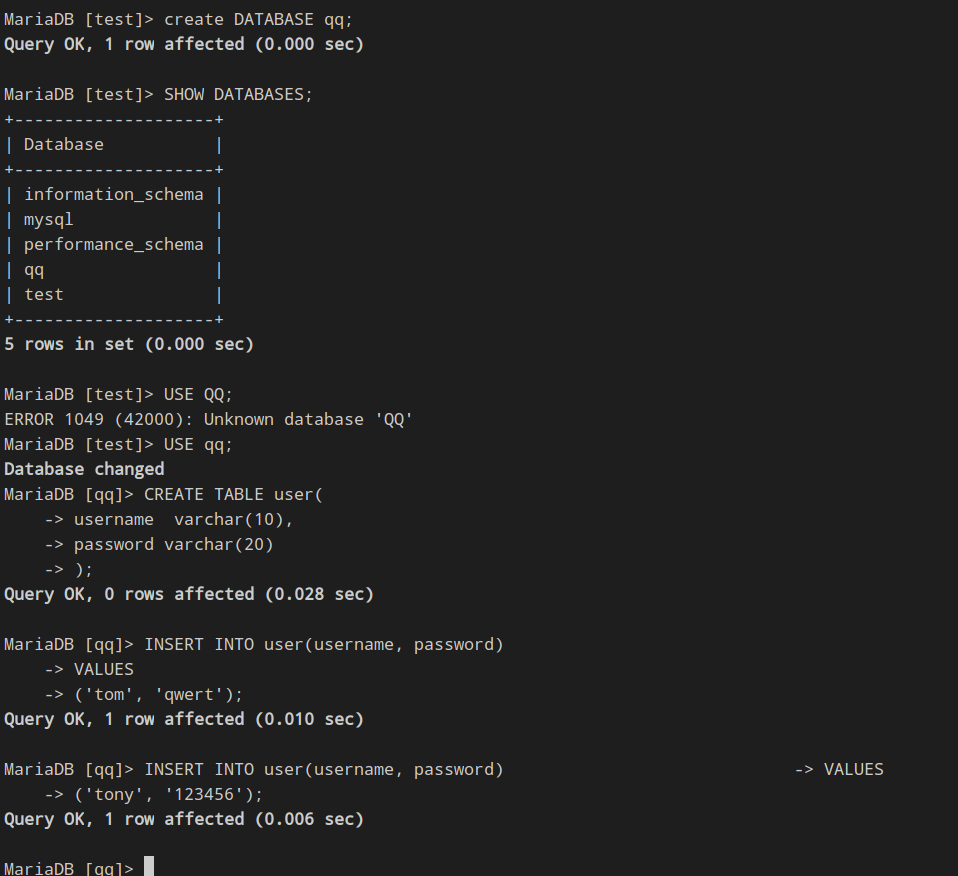 MariaDB [test]> create DATABASE qq;
Query OK, 1 row affected (0.000 sec)
MariaDB [test]> SHOW DATABASES;
+--------------------+
| Database           |
+--------------------+
| information_schema |
| mysql              |
| performance_schema |
| qq                 |
| test               |
+--------------------+
5 rows in set (0.000 sec)
MariaDB [test]> USE QQ;
ERROR 1049 (42000): Unknown database 'QQ'
MariaDB [test]> USE qq;
Database changed
MariaDB [qq]> CREATE TABLE user(
    -> username  varchar(10),
    -> password varchar(20)
    -> );
Query OK, 0 rows affected (0.028 sec)
MariaDB [qq]> INSERT INTO user(username, password)
    -> VALUES
    -> ('tom', 'qwert');
Query OK, 1 row affected (0.010 sec)
MariaDB [qq]> INSERT INTO user(username, password)                             -> VALUES
    -> ('tony', '123456');
Query OK, 1 row affected (0.006 sec)
MariaDB [qq]>